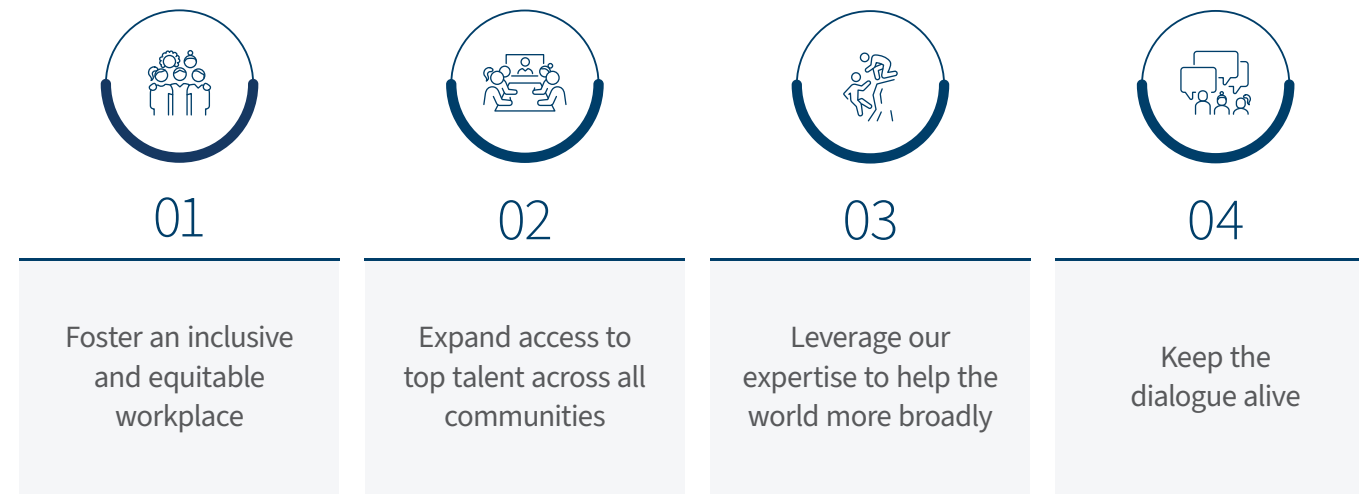 01
Foster an inclusive
and equitable
workplace
02
Expand access to
top talent across all
communities
03
Leverage our
expertise to help the
world more broadly
04
Keep the
dialogue alive